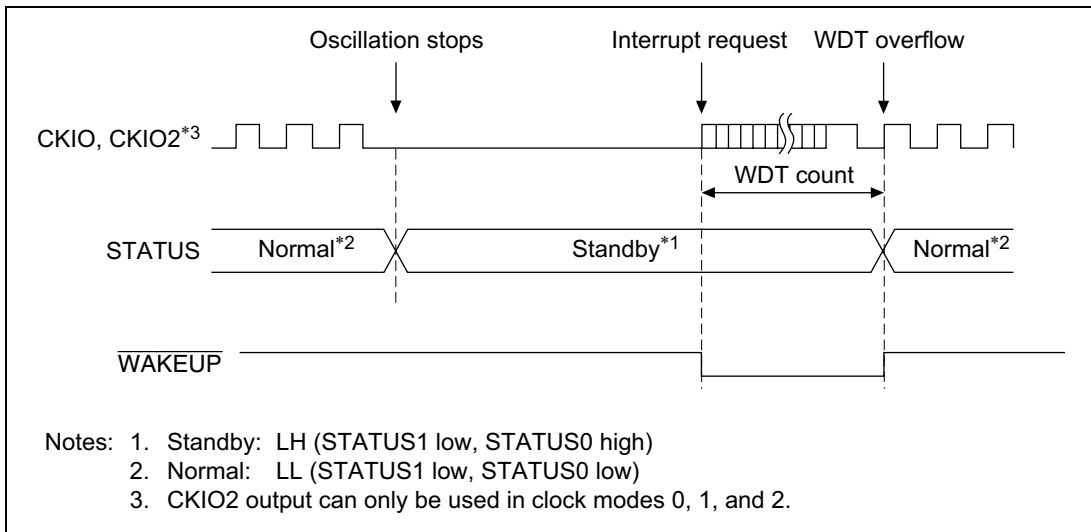 Oscillation stops Interrupt request WDT overflow
CKIO, CKIO2*3
WDT count
STATUS Normal*2 Standby*1 Normal*2
WAKEUP
Notes: 1. Standby: LH (STATUS1 low, STATUS0 high)
2. Normal: LL (STATUS1 low, STATUS0 low)
3. CKIO2 output can only be used in clock modes 0, 1, and 2.